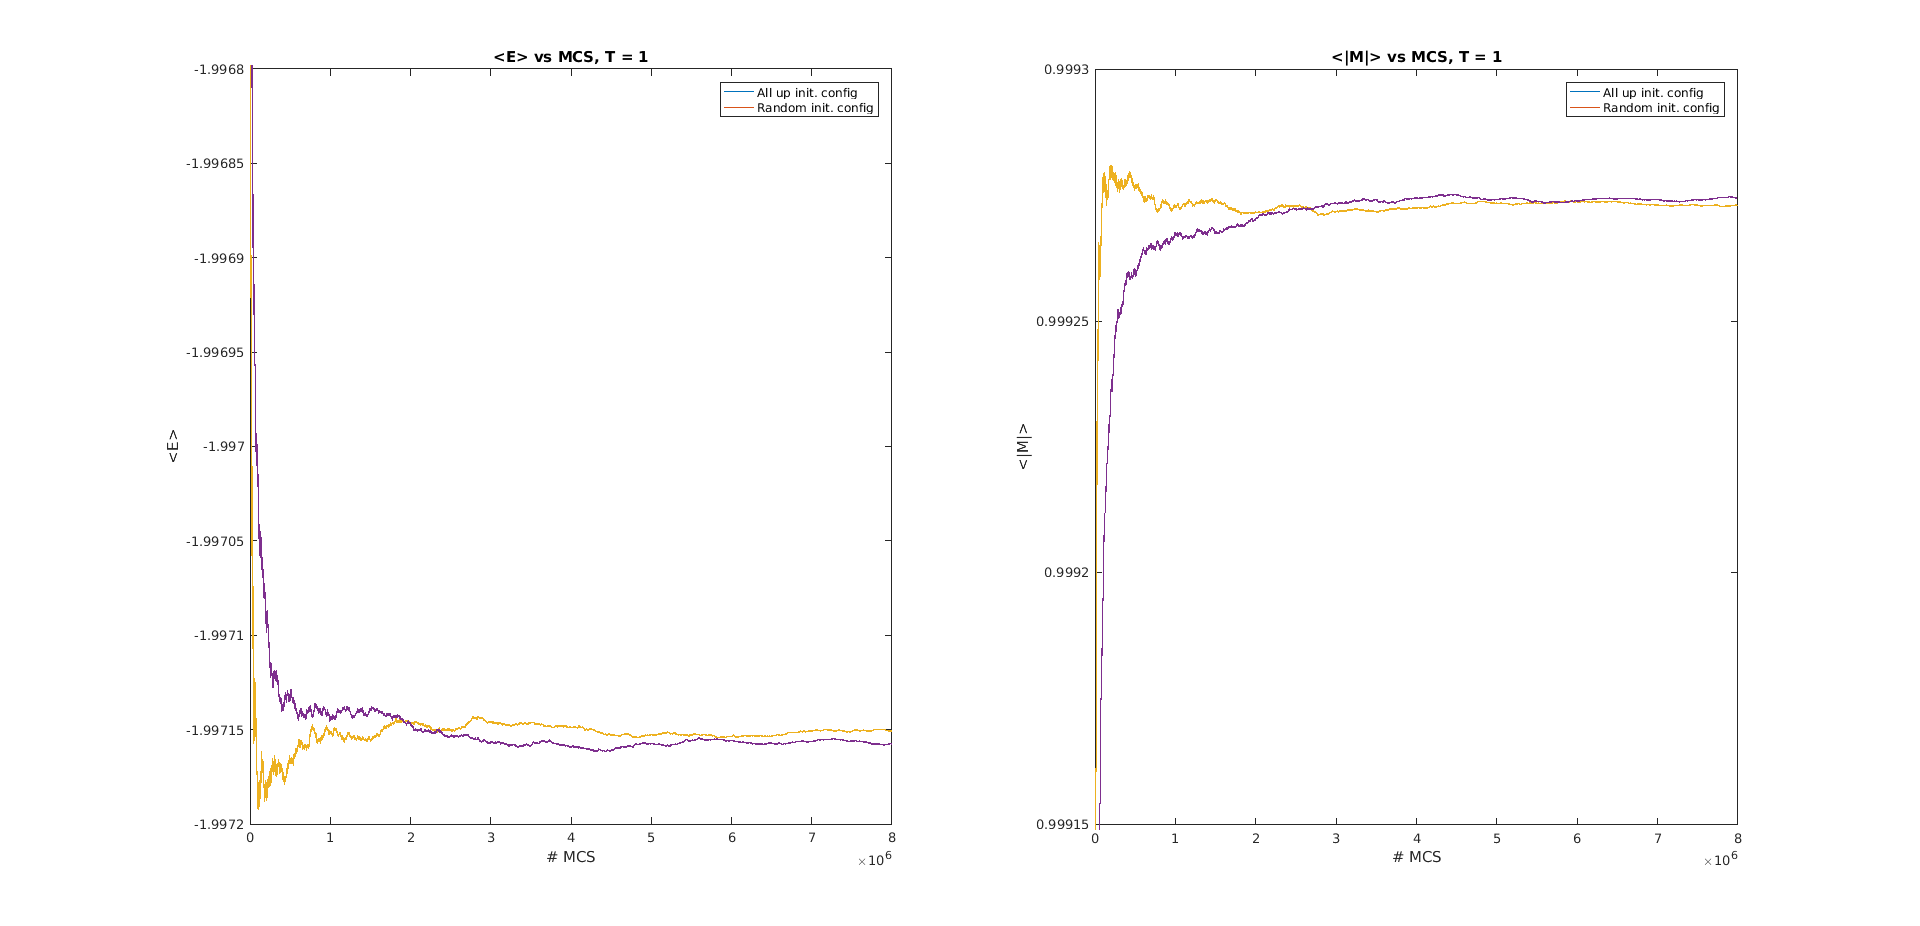 <E> vs MCS, T = 1
All up init. config
Random init. config
-1.9968
-1.99685
-1.9969
-1.99695
-1.997
-1.99705
-1.9971
-1.99715
-1.9972
<E>
0 1 2 3 4 5 6 7 8
# MCS
×10^6
<|M|> vs MCS, T = 1
All up init. config
Random init. config
0.9993
0.999925
0.9992
0.99915
<|M|>
0 1 2 3 4 5 6 7 8
# MCS
×10^6